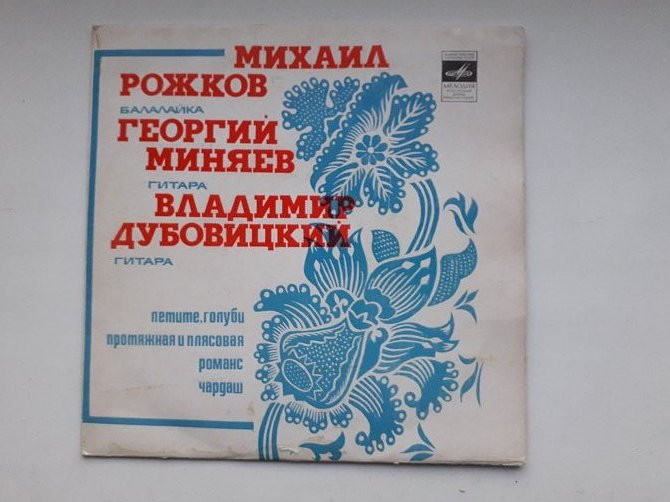 МИХАИЛ
РОЖКОВ
БАЛАЛАЙКА
ГЕОРГИЙ
МИНЯЕВ
ГИТАРА
ВЛАДИМИР
ДУБОВИЦКИЙ
ГИТАРА
летите, голуби
протяжная и плясовая
романс
чардаш
МЕЛОДИЯ